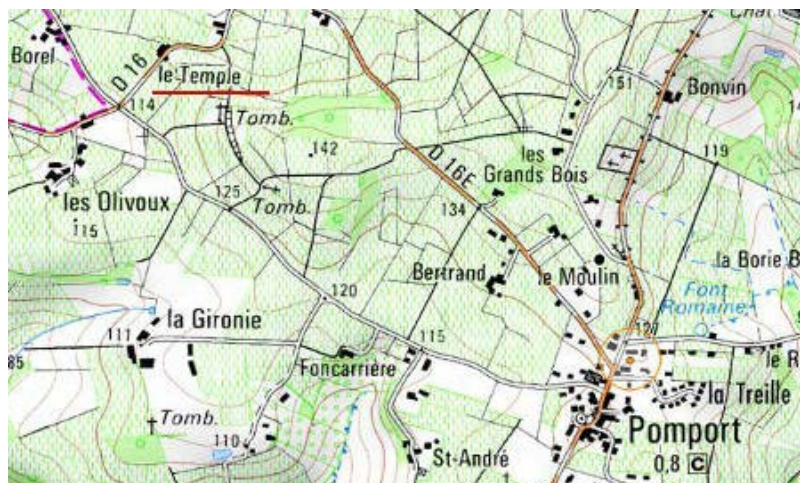 Borel
D 16
le Temple
114
Tomb.
142
Tomb.
125
les Olivoux
115
la Gironie
111
85
120
Foncarrière
115
Tomb.
110
St-André
Bertrand
134
D 16E
les
Grands Bois
le Moulin
151
Bonvin
119
la Borie B
Font
Romaine
127
le R
la Treille
Pomport
0,8 C